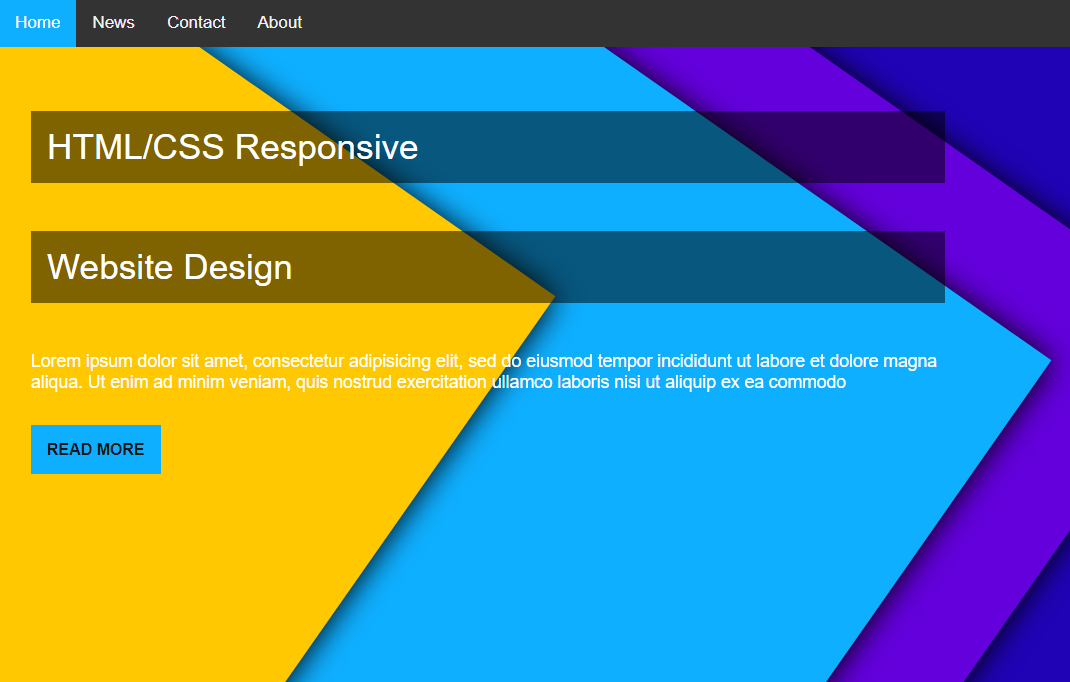 Home News Contact About
HTML/CSS Responsive
Website Design
Lorem ipsum dolor sit amet, consectetur adipisicing elit, sed do eiusmod tempor incididunt ut labore et dolore magna
aliqua. Ut enim ad minim veniam, quis nostrud exercitation ullamco laboris nisi ut aliquip ex ea commodo
READ MORE